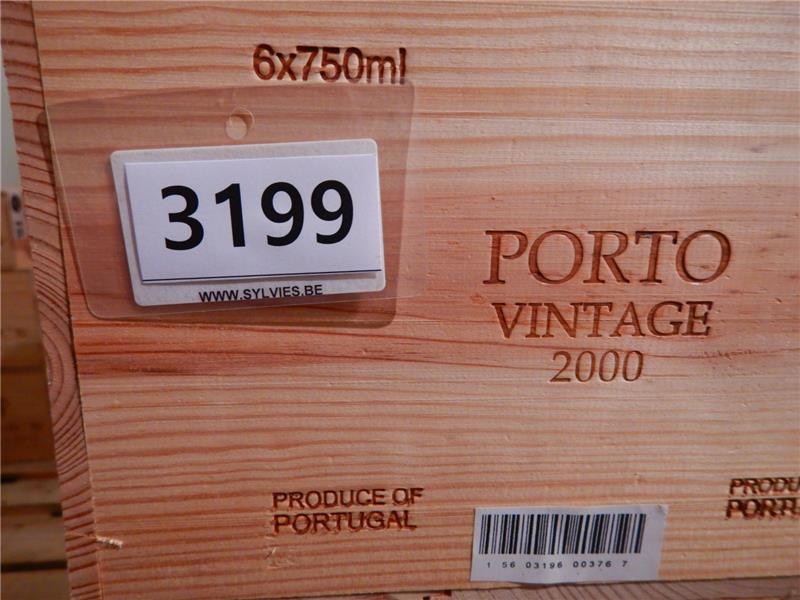 6x750ml
3199
WWW.SYLVIES.BE
PORTO
VINTAGE
2000
PRODUCE OF
PORTUGAL
1 56 03196 00376 7